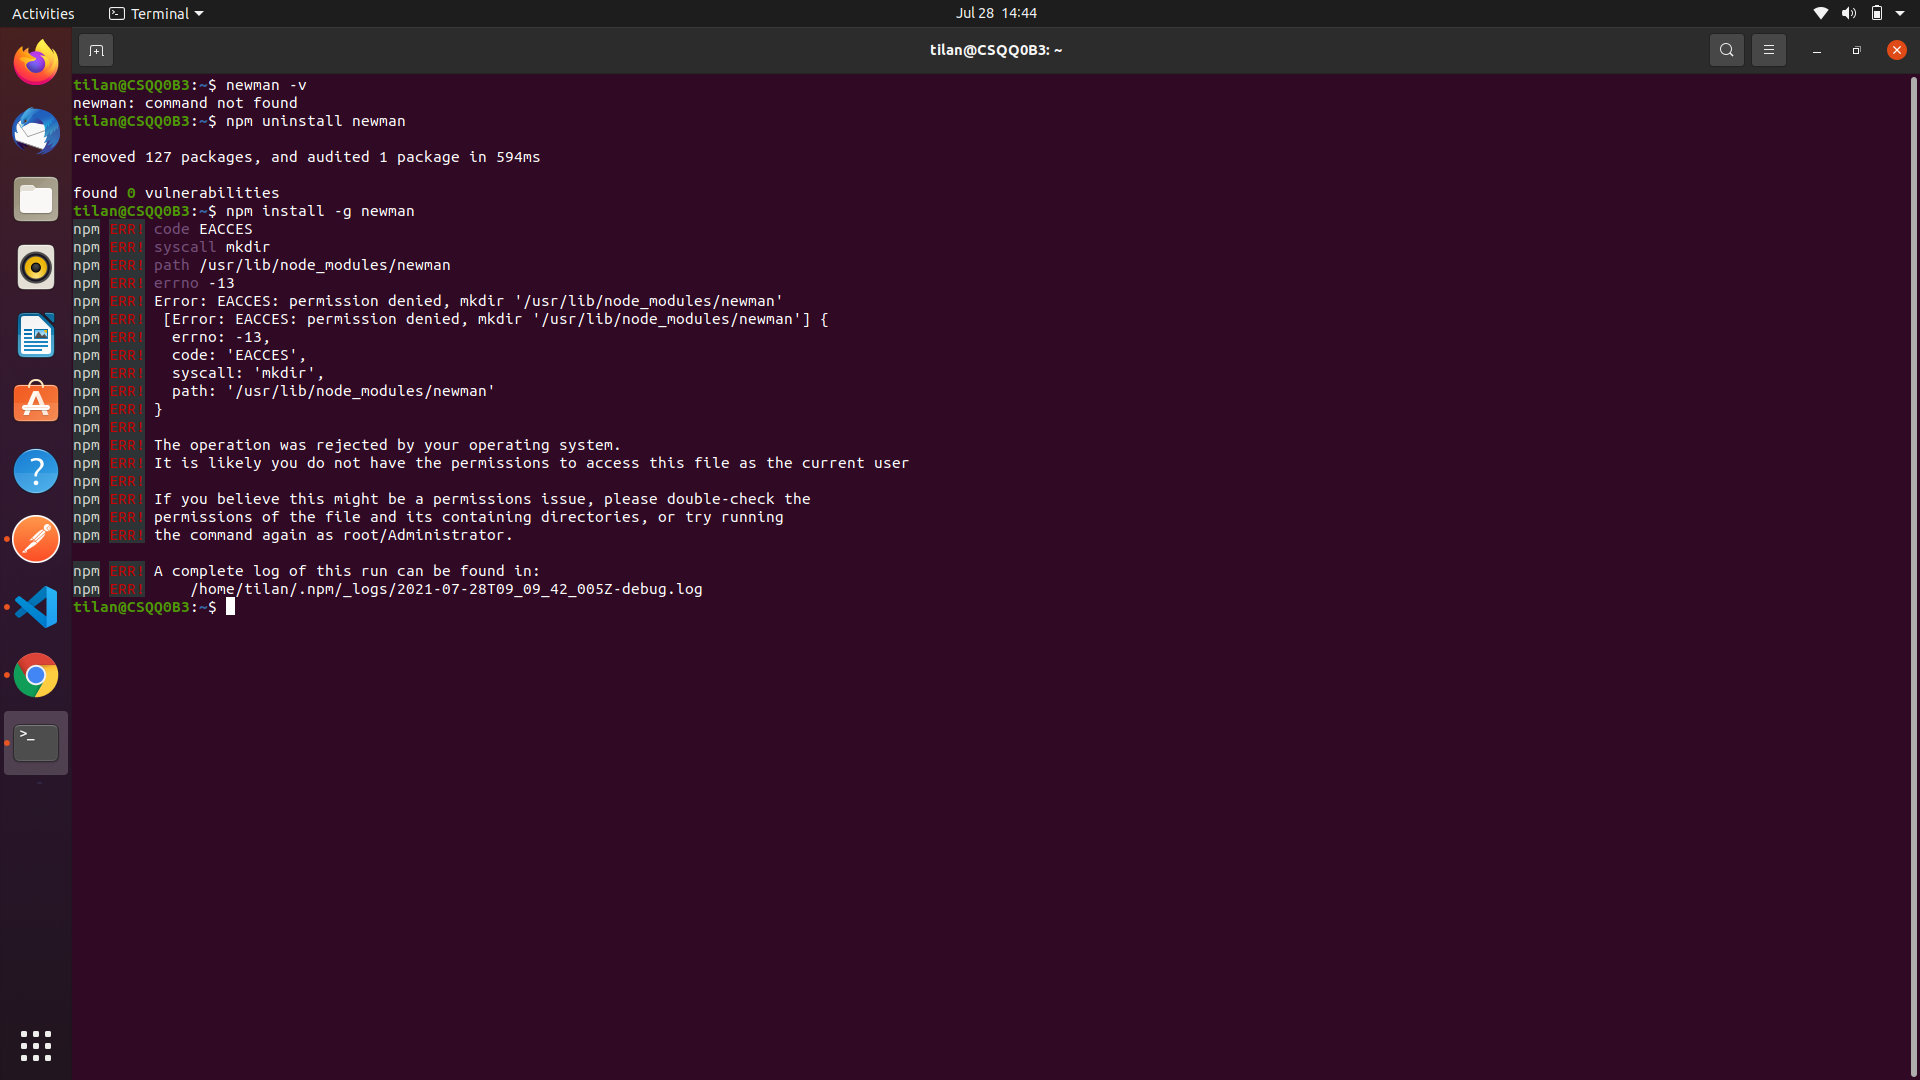 Activities
Terminal
Jul 28 14:44
tilan@CSQQ0B3: ~
tilan@CSQQ0B3:~$ newman -v
newman: command not found
tilan@CSQQ0B3:~$ npm uninstall newman
removed 127 packages, and audited 1 package in 594ms
found 0 vulnerabilities
tilan@CSQQ0B3:~$ npm install -g newman
npm ERR! code EACCES
npm ERR! syscall mkdir
npm ERR! path /usr/lib/node_modules/newman
npm ERR! errno -13
npm ERR! Error: EACCES: permission denied, mkdir '/usr/lib/node_modules/newman'
npm ERR!  [Error: EACCES: permission denied, mkdir '/usr/lib/node_modules/newman'] {
npm ERR!   errno: -13,
npm ERR!   code: 'EACCES',
npm ERR!   syscall: 'mkdir',
npm ERR!   path: '/usr/lib/node_modules/newman'
npm ERR! }
npm ERR!
npm ERR! The operation was rejected by your operating system.
npm ERR! It is likely you do not have the permissions to access this file as the current user
npm ERR!
npm ERR! If you believe this might be a permissions issue, please double-check the
npm ERR! permissions of the file and its containing directories, or try running
npm ERR! the command again as root/Administrator.
npm ERR! A complete log of this run can be found in:
npm ERR!     /home/tilan/.npm/_logs/2021-07-28T09_09_42_005Z-debug.log
tilan@CSQQ0B3:~$